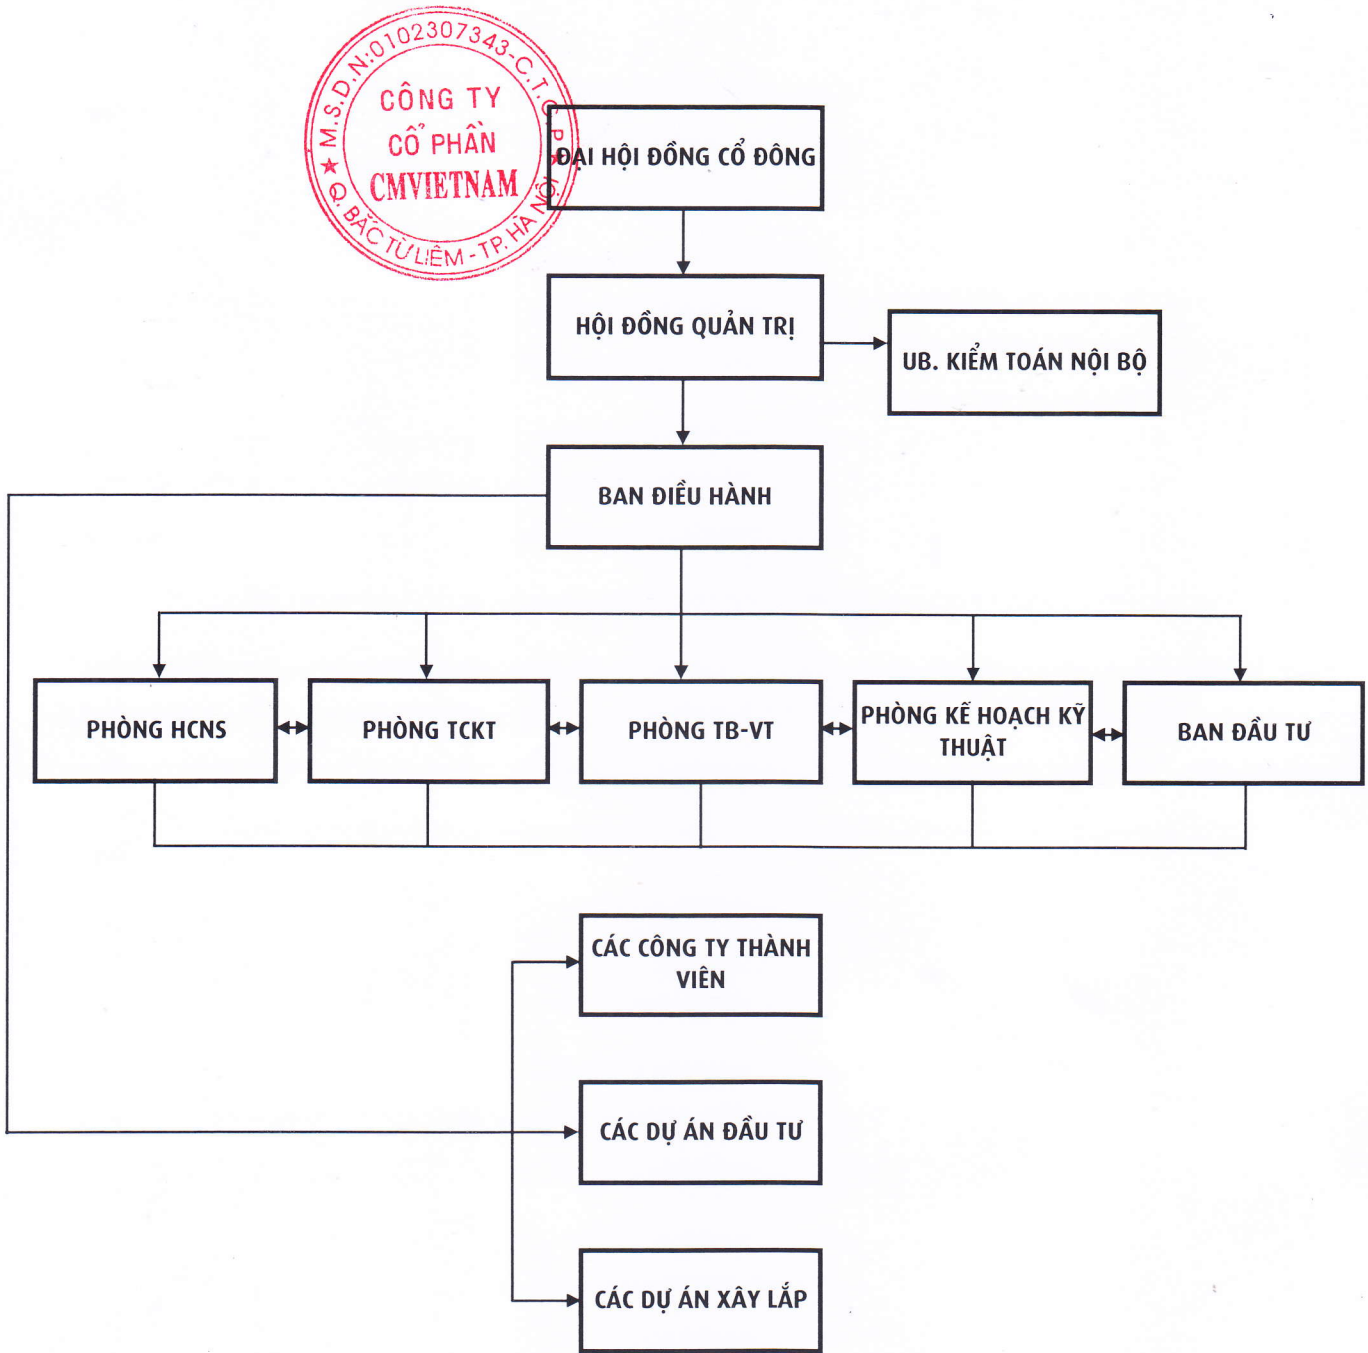 M.S.D.N:0102307343-C.T.C.P
CÔNG TY
CỔ PHẦN
CMVIETNAM
Q. BẮC TỪ LIÊM - TP. HÀ NỘI
ĐẠI HỘI ĐỒNG CỔ ĐÔNG
HỘI ĐỒNG QUẢN TRỊ
UB. KIỂM TOÁN NỘI BỘ
BAN ĐIỀU HÀNH
PHÒNG HCNS
PHÒNG TCKT
PHÒNG TB-VT
PHÒNG KẾ HOẠCH KỸ
THUẬT
BAN ĐẦU TƯ
CÁC CÔNG TY THÀNH
VIÊN
CÁC DỰ ÁN ĐẦU TƯ
CÁC DỰ ÁN XÂY LẮP